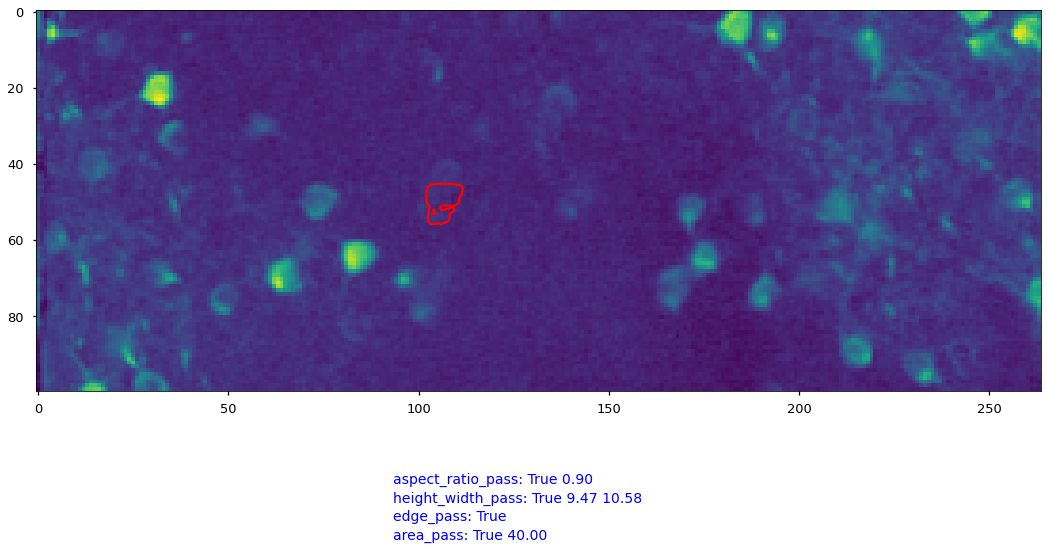 0
20
40
60
80
0 50 100 150 200 250
aspect_ratio_pass: True 0.90
height_width_pass: True 9.47 10.58
edge_pass: True
area_pass: True 40.00